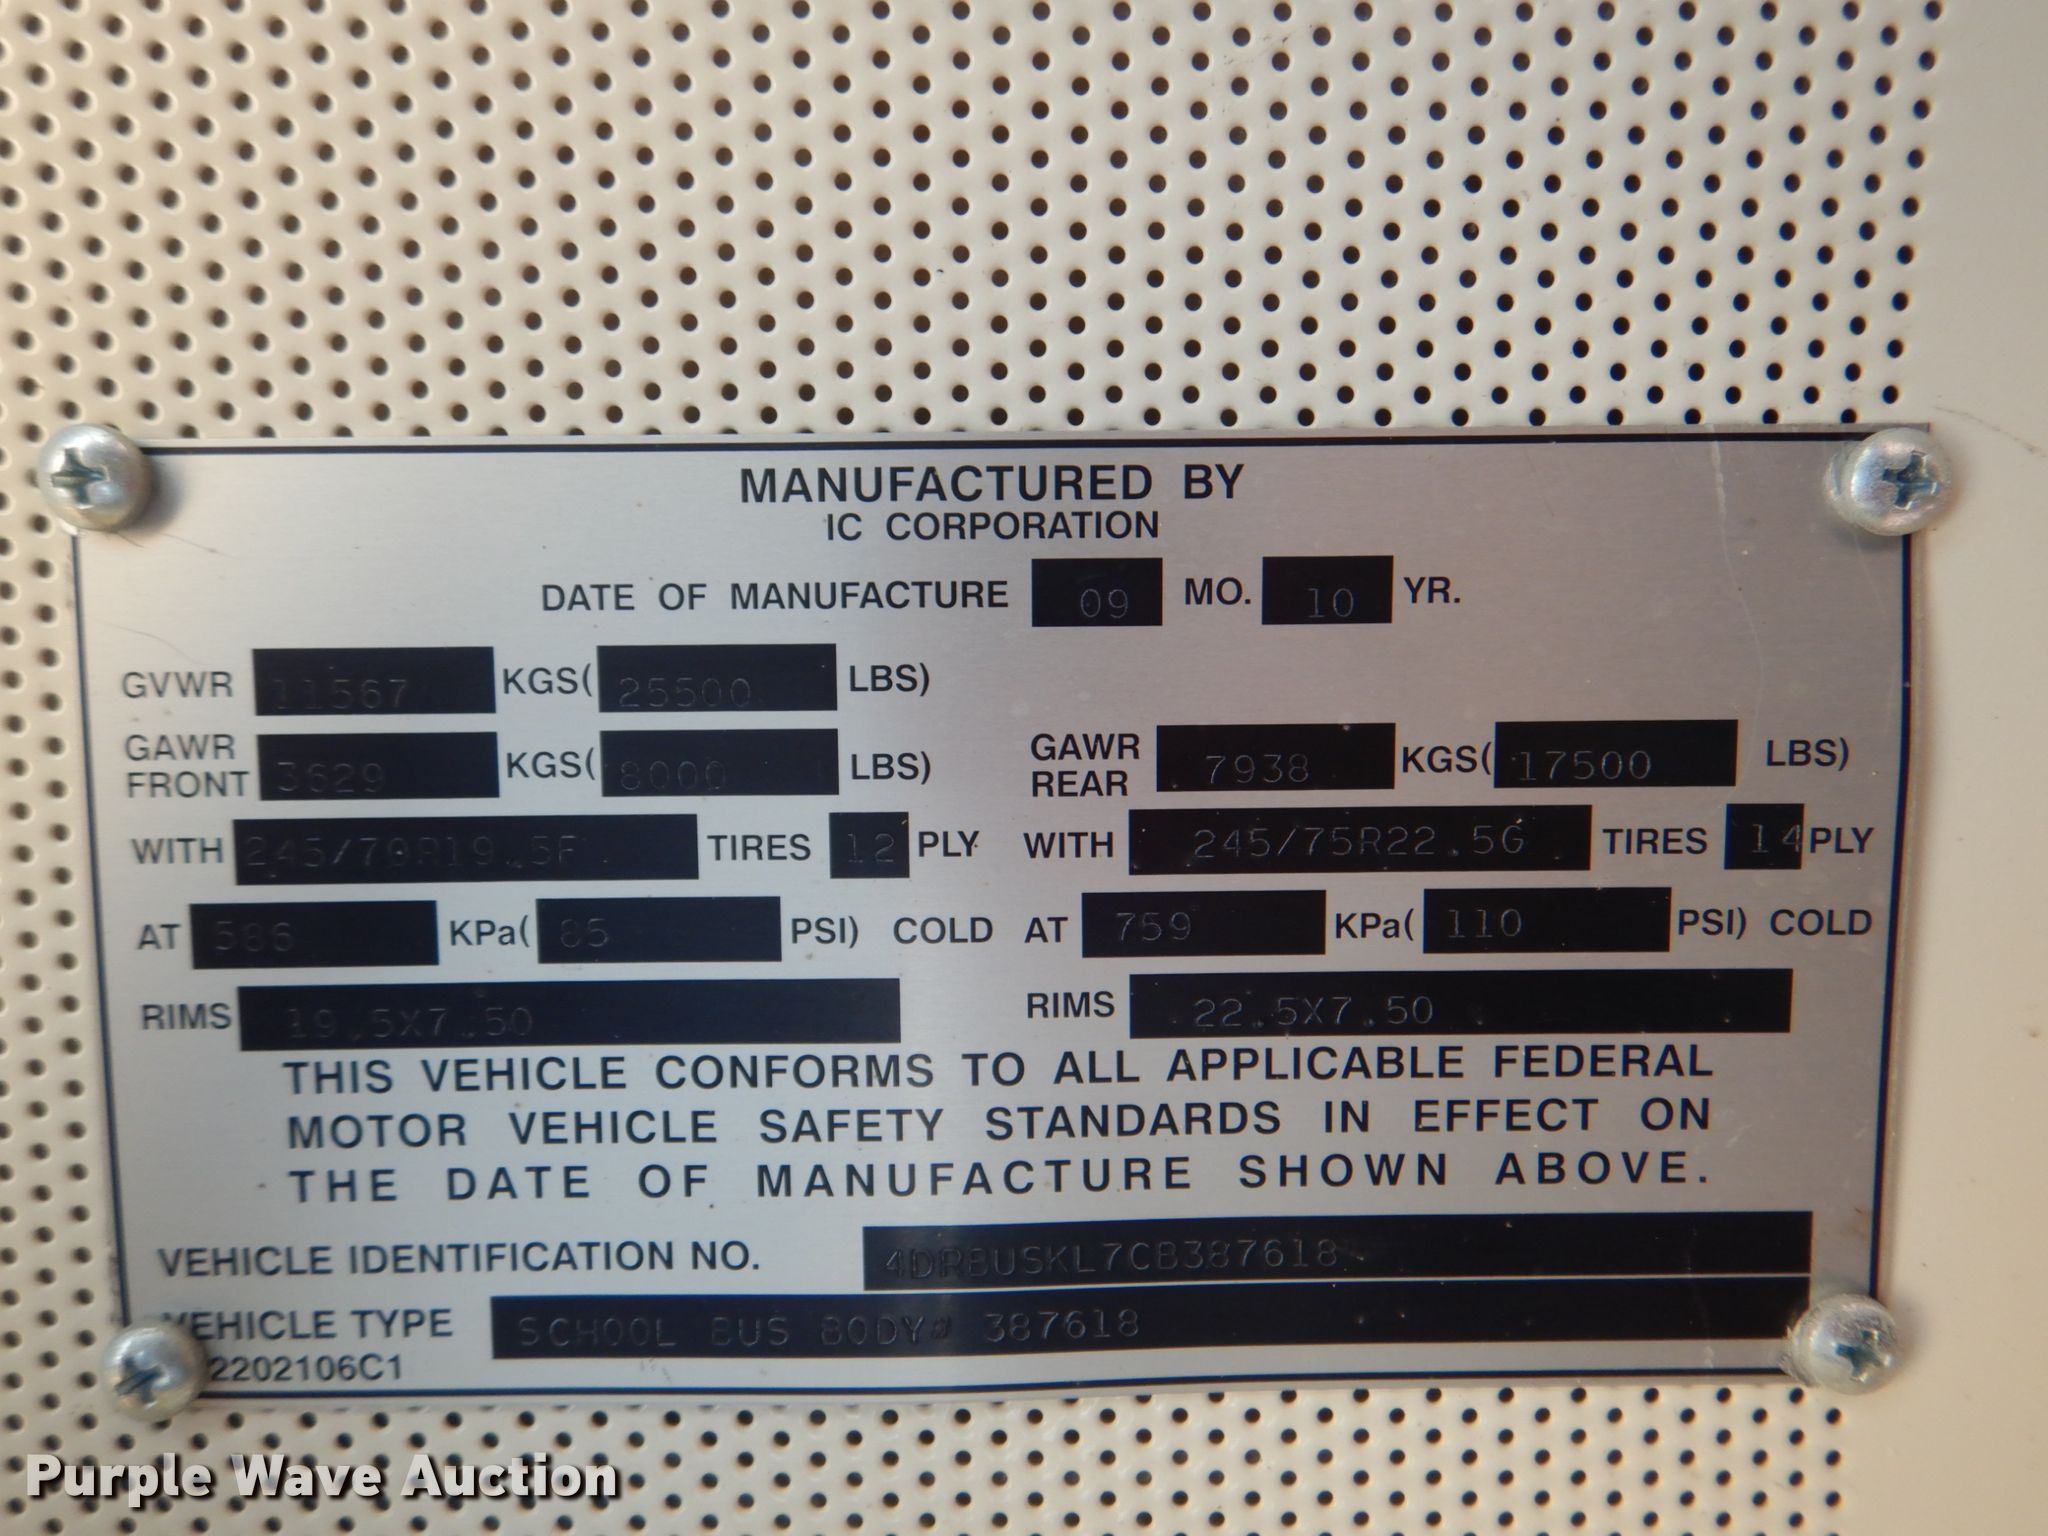 MANUFACTURED BY
IC CORPORATION
DATE OF MANUFACTURE 09 MO. 10 YR.
GVWR 11567 KGS( 25500 LBS)
GAWR FRONT 3629 KGS( 8000 LBS) GAWR REAR 7938 KGS( 17500 LBS)
WITH 245/70R19.5F TIRES 12 PLY WITH 245/75R22.5G TIRES 14 PLY
AT 586 KPa( 85 PSI) COLD AT 759 KPa( 110 PSI) COLD
RIMS 19.5X7.50 RIMS 22.5X7.50
THIS VEHICLE CONFORMS TO ALL APPLICABLE FEDERAL
MOTOR VEHICLE SAFETY STANDARDS IN EFFECT ON
THE DATE OF MANUFACTURE SHOWN ABOVE.
VEHICLE IDENTIFICATION NO. 4DRBUSKL7CB387618
VEHICLE TYPE SCHOOL BUS BODY# 387618
2202106C1
Purple Wave Auction